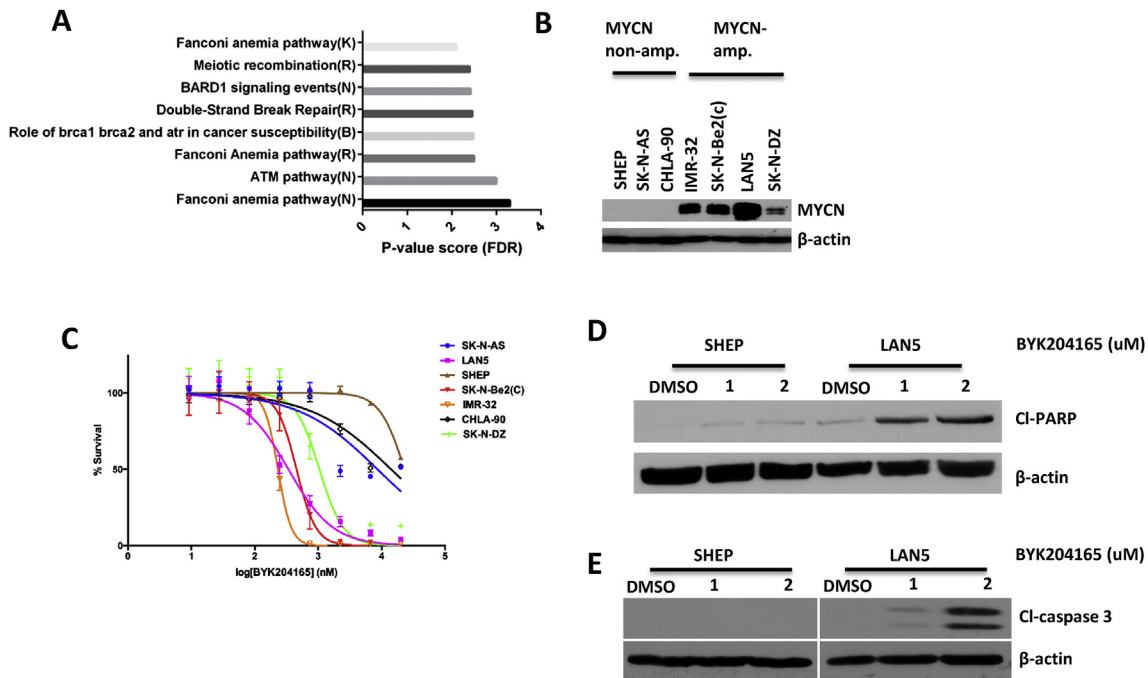 A
Fanconi anemia pathway(K)
Meiotic recombination(R)
BARD1 signaling events(N)
Double-Strand Break Repair(R)
Role of brca1 brca2 and atr in cancer susceptibility(B)
Fanconi Anemia pathway(R)
ATM pathway(N)
Fanconi anemia pathway(N)
0 1 2 3 4
P-value score (FDR)
B
MYCN non-amp.
MYCN-amp.
SHEP
SK-N-AS
CHLA-90
IMR-32
SK-N-Be2(c)
LAN5
SK-N-DZ
MYCN
β-actin
C
% Survival
100
50
0
0 1 2 3 4 5
log[BYK204165] (nM)
SK-N-AS
LAN5
SHEP
SK-N-Be2(C)
IMR-32
CHLA-90
SK-N-DZ
D
SHEP LAN5 BYK204165 (uM)
DMSO 1 2 DMSO 1 2
Cl-PARP
β-actin
E
SHEP LAN5 BYK204165 (uM)
DMSO 1 2 DMSO 1 2
Cl-caspase 3
β-actin